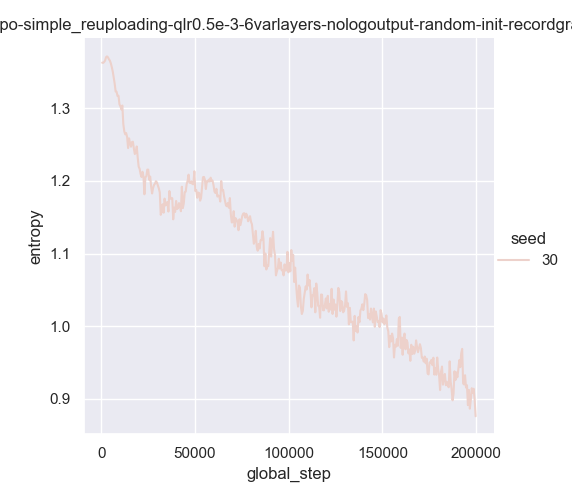 po-simple_reuploading-qlr0.5e-3-6varlayers-nologoutput-random-init-recordgra
1.3
1.2
1.1
1.0
0.9
entropy
0
50000
100000
150000
200000
global_step
seed
30